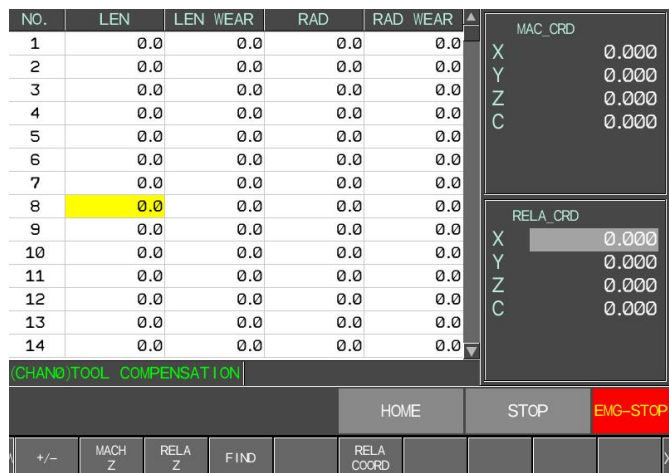 NO. LEN LEN WEAR RAD RAD WEAR
1 0.0 0.0 0.0 0.0
2 0.0 0.0 0.0 0.0
3 0.0 0.0 0.0 0.0
4 0.0 0.0 0.0 0.0
5 0.0 0.0 0.0 0.0
6 0.0 0.0 0.0 0.0
7 0.0 0.0 0.0 0.0
8 0.0 0.0 0.0 0.0
9 0.0 0.0 0.0 0.0
10 0.0 0.0 0.0 0.0
11 0.0 0.0 0.0 0.0
12 0.0 0.0 0.0 0.0
13 0.0 0.0 0.0 0.0
14 0.0 0.0 0.0 0.0
MAC_CRD
X 0.000
Y 0.000
Z 0.000
C 0.000
RELA_CRD
X 0.000
Y 0.000
Z 0.000
C 0.000
(CHAN0)TOOL COMPENSATION
HOME STOP EMG-STOP
+/-
MACH
Z
RELA
Z
FIND
RELA
COORD